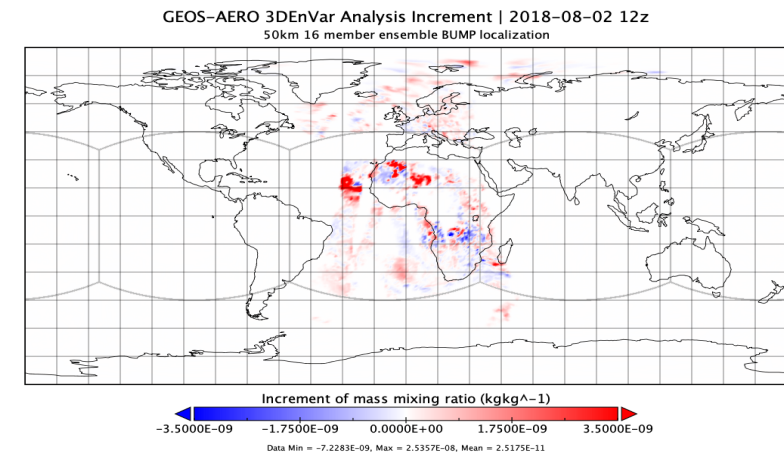 GEOS-AERO 3DEnVar Analysis Increment | 2018-08-02 12z
50km 16 member ensemble BUMP localization
Increment of mass mixing ratio (kgkg^-1)
-3.5000E-09 -1.7500E-09 0.0000E+00 1.7500E-09 3.5000E-09
Data Min = -7.2283E-09, Max = 2.5357E-08, Mean = 2.5175E-11